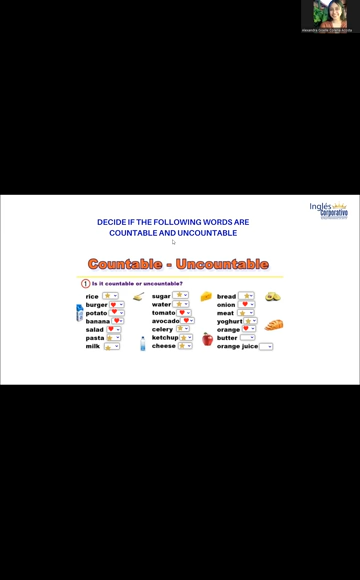 Inglés
Corporativo
DECIDE IF THE FOLLOWING WORDS ARE
COUNTABLE AND UNCOUNTABLE
Countable - Uncountable
1 Is it countable or uncountable?
rice
burger
potato
banana
salad
pasta
milk
sugar
water
tomato
avocado
celery
ketchup
cheese
bread
onion
meat
yoghurt
orange
butter
orange juice